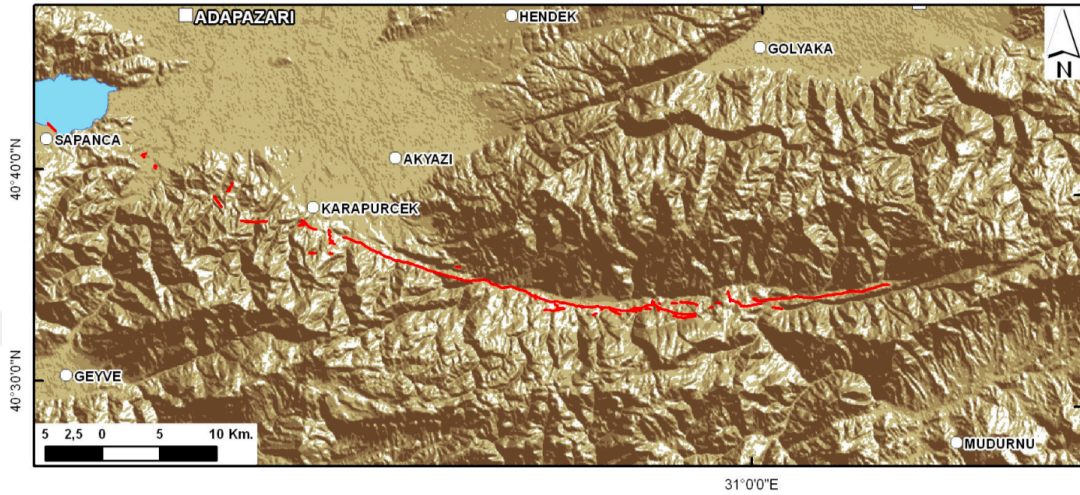 ADAPAZARI
HENDEK
GOLYAKA
N
SAPANCA
AKYAZI
40°40'0"N
KARAPURCEK
40°30'0"N
GEYVE
5 2,5 0 5 10 Km.
MUDURNU
31°0'0"E